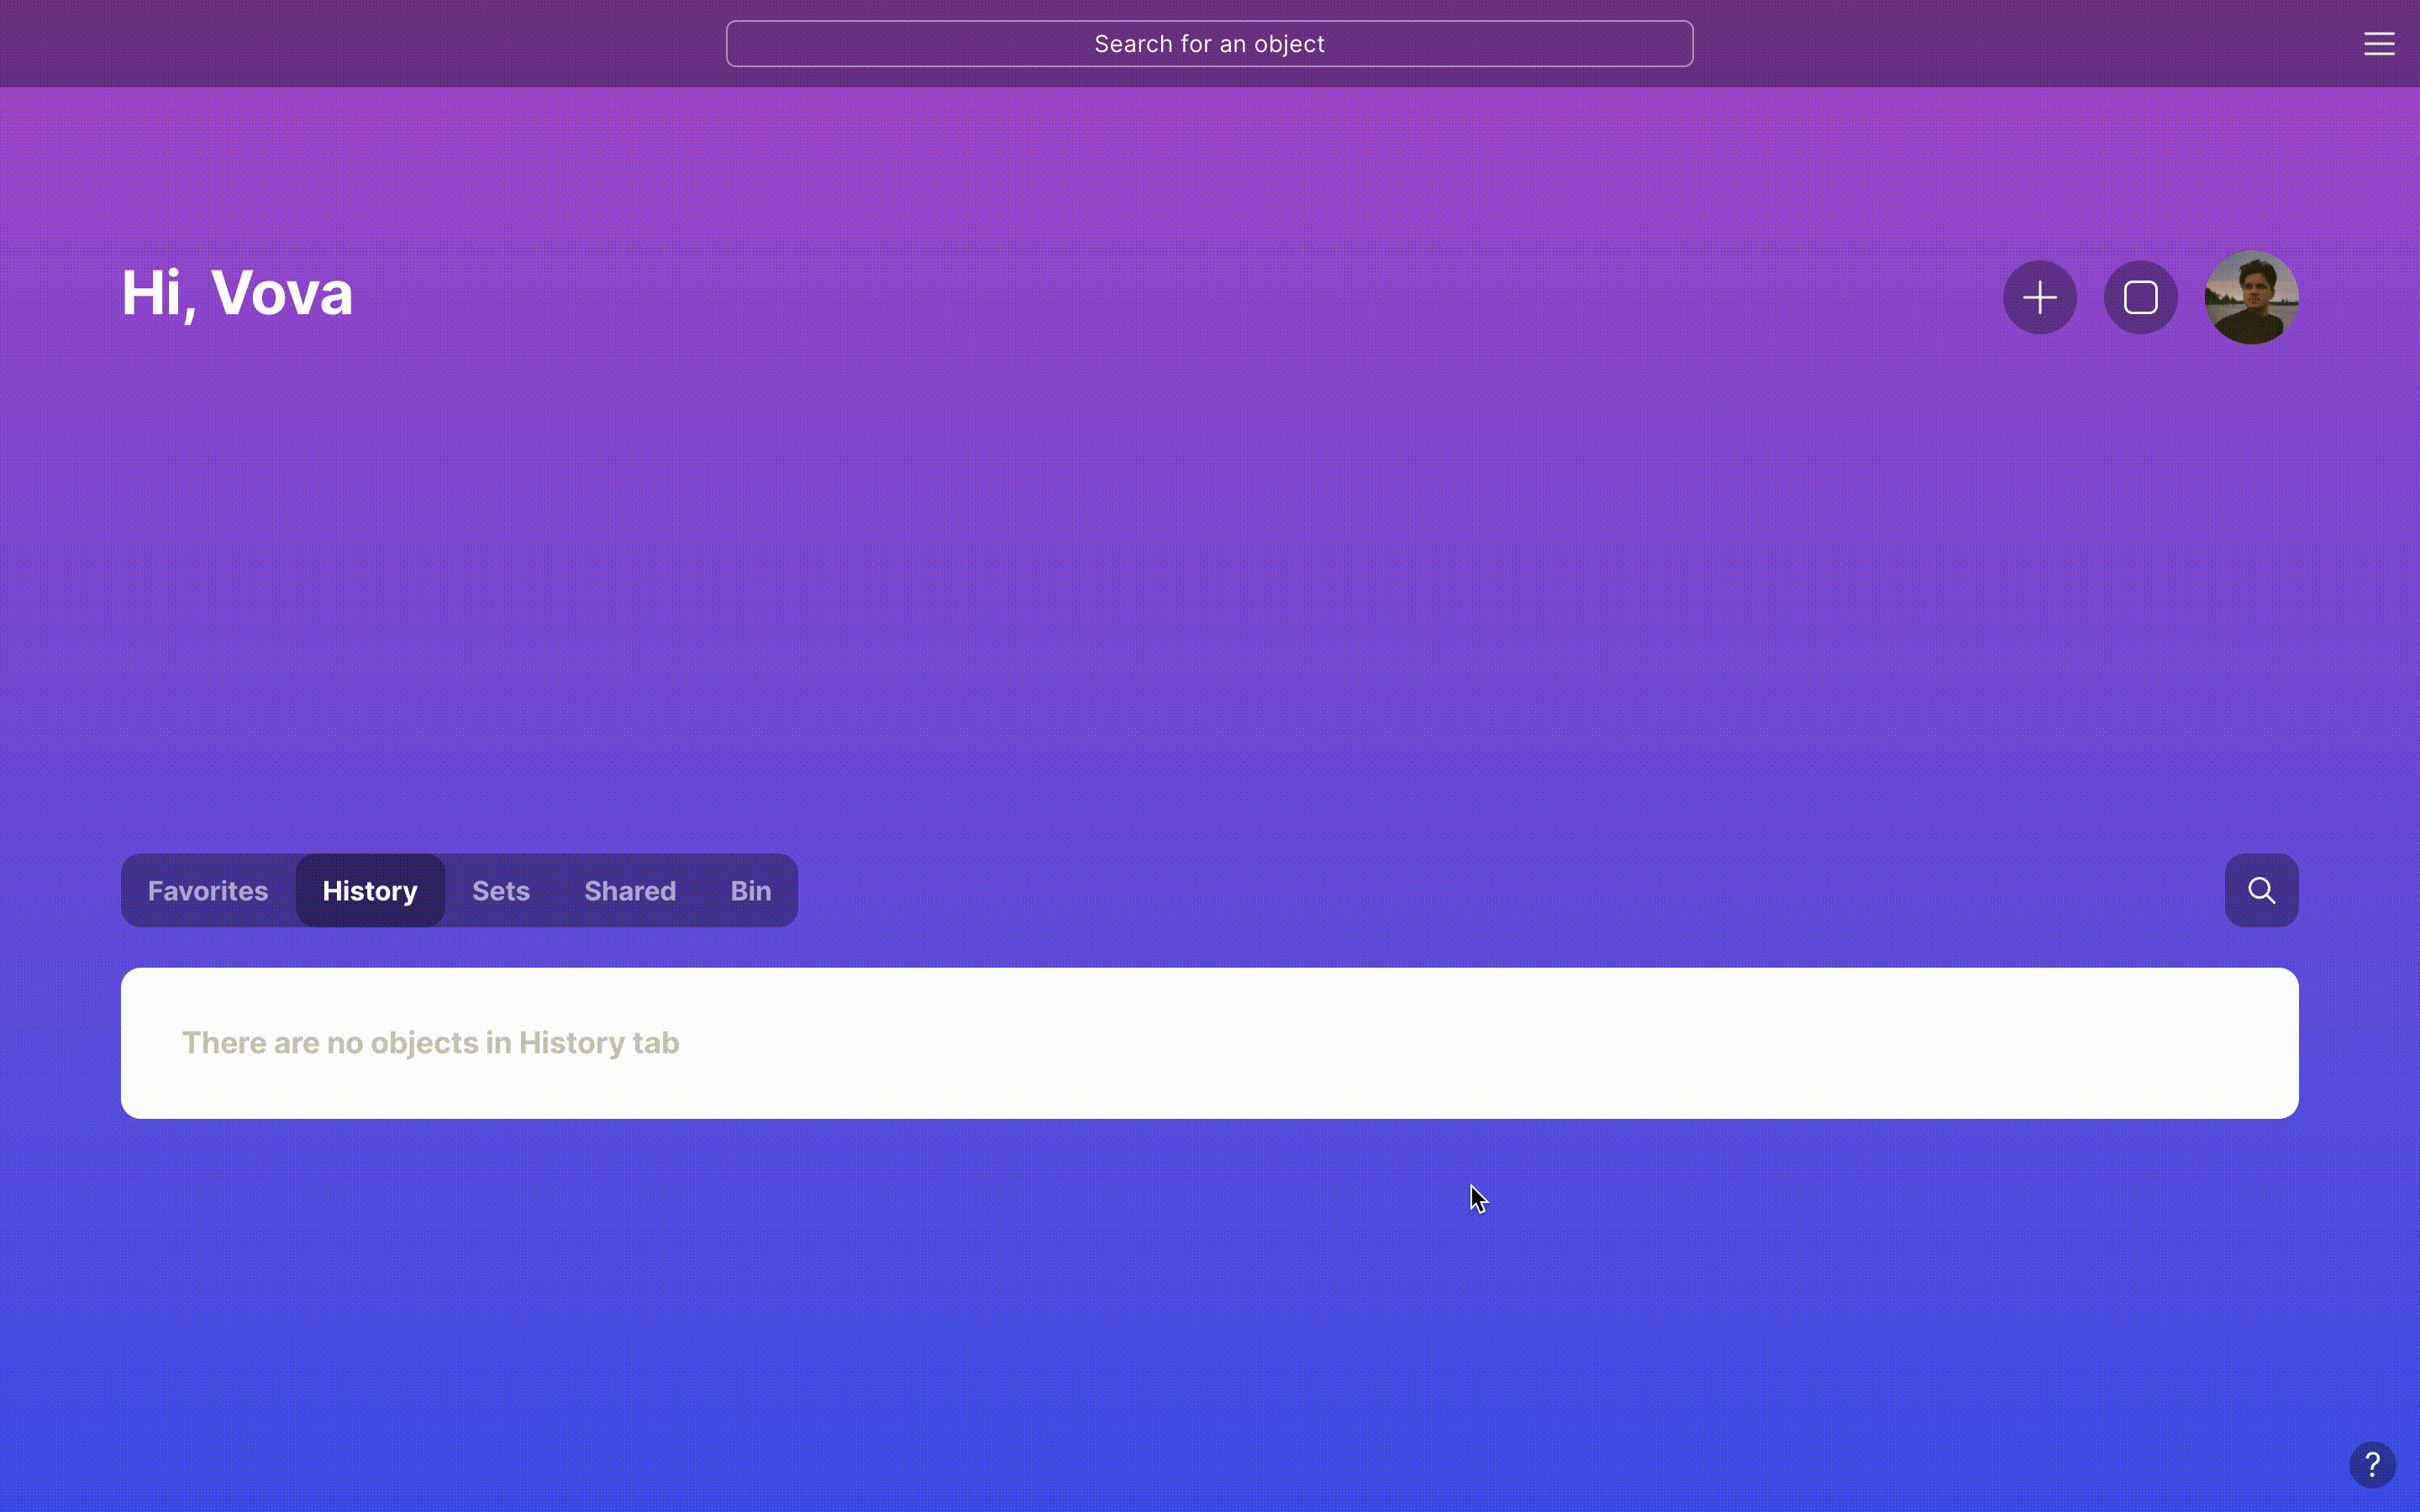 Search for an object
Hi, Vova
Favorites
History
Sets
Shared
Bin
There are no objects in History tab
?